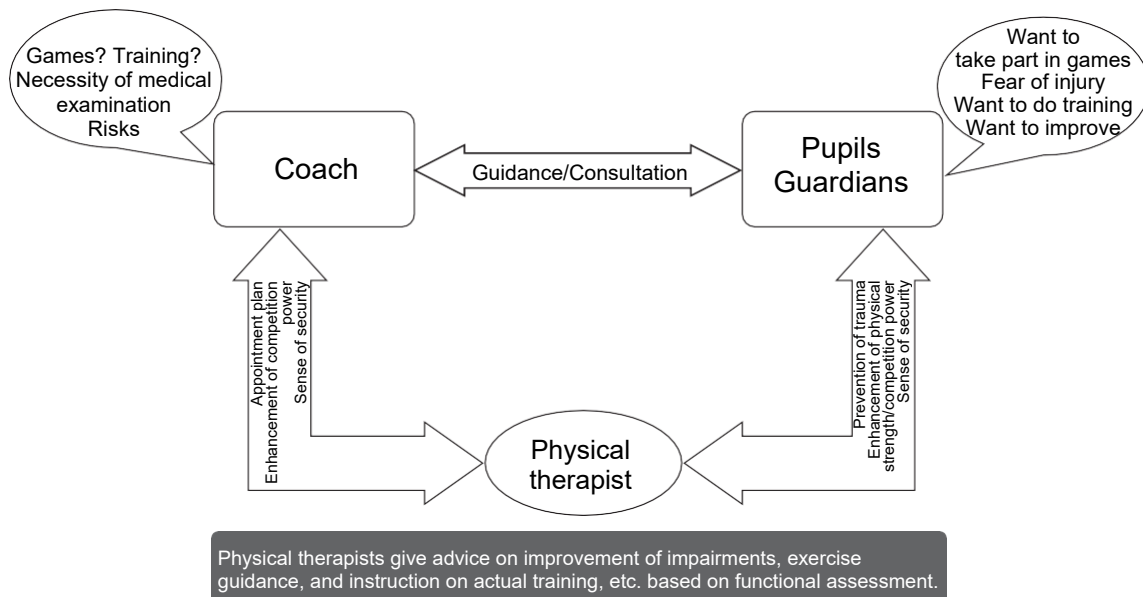 Games? Training?
Necessity of medical
examination
Risks
Want to
take part in games
Fear of injury
Want to do training
Want to improve
Coach
Guidance/Consultation
Pupils
Guardians
Appointment plan
Enhancement of competition
power
Sense of security
Prevention of trauma
Enhancement of physical
strength/competition power
Sense of security
Physical
therapist
Physical therapists give advice on improvement of impairments, exercise
guidance, and instruction on actual training, etc. based on functional assessment.